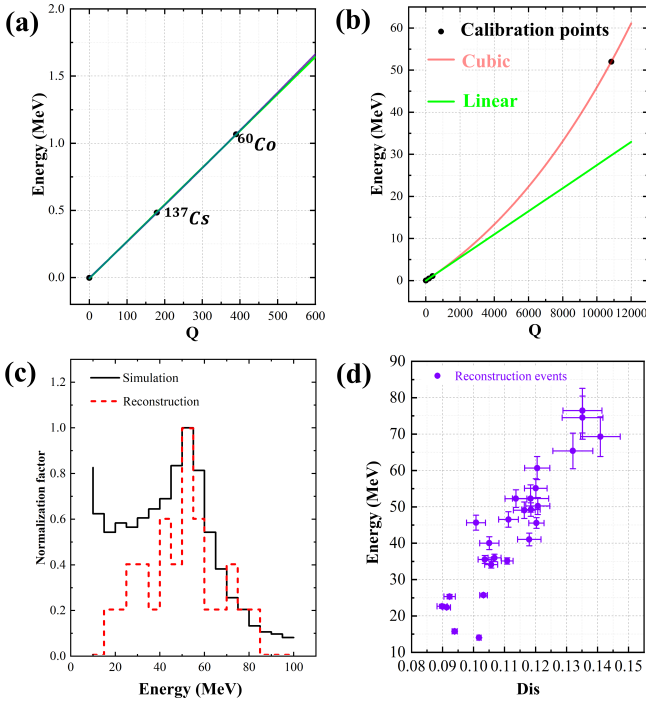 (a)
2.0
1.5
1.0
0.5
0.0
Energy (MeV)
60Co
137Cs
0 100 200 300 400 500 600
Q
(b)
60
50
40
30
20
10
0
Energy (MeV)
Calibration points
Cubic
Linear
0 2000 4000 6000 8000 10000 12000
Q
(c)
1.2
1.0
0.8
0.6
0.4
0.2
0.0
Normalization factor
Simulation
Reconstruction
0 20 40 60 80 100
Energy (MeV)
(d)
90
80
70
60
50
40
30
20
10
Energy (MeV)
Reconstruction events
0.08 0.09 0.10 0.11 0.12 0.13 0.14 0.15
Dis